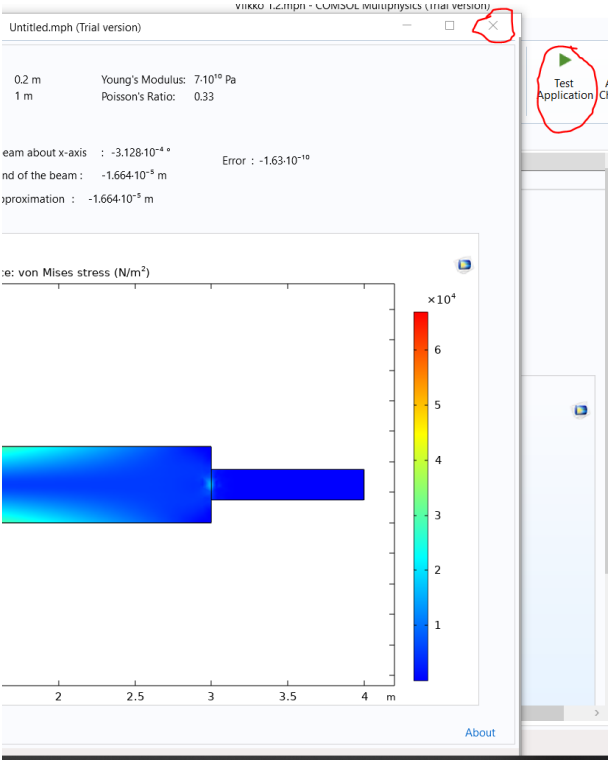 Viikko 1.2.mph - COMSOL Multiphysics (Trial version)
Untitled.mph (Trial version)
0.2 m Young's Modulus: 7·10¹⁰ Pa
1 m Poisson's Ratio: 0.33
Test
Application
eam about x-axis : -3.128·10⁻⁴ °
Error : -1.63·10⁻¹⁰
nd of the beam : -1.664·10⁻⁵ m
pproximation : -1.664·10⁻⁵ m
ce: von Mises stress (N/m²)
×10⁴
6
5
4
3
2
1
2 2.5 3 3.5 4 m
About